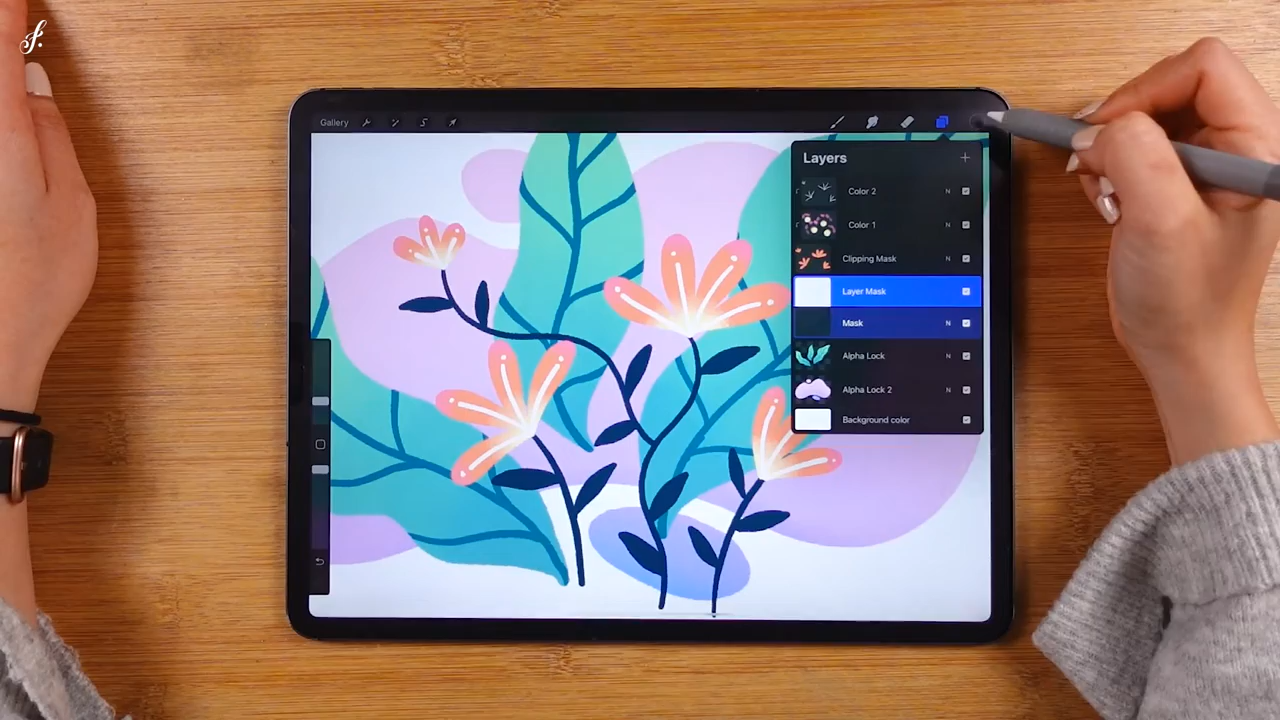 Gallery
Layers
Color 2 N
Color 1 N
Clipping Mask N
Layer Mask
Mask N
Alpha Lock N
Alpha Lock 2 N
Background color